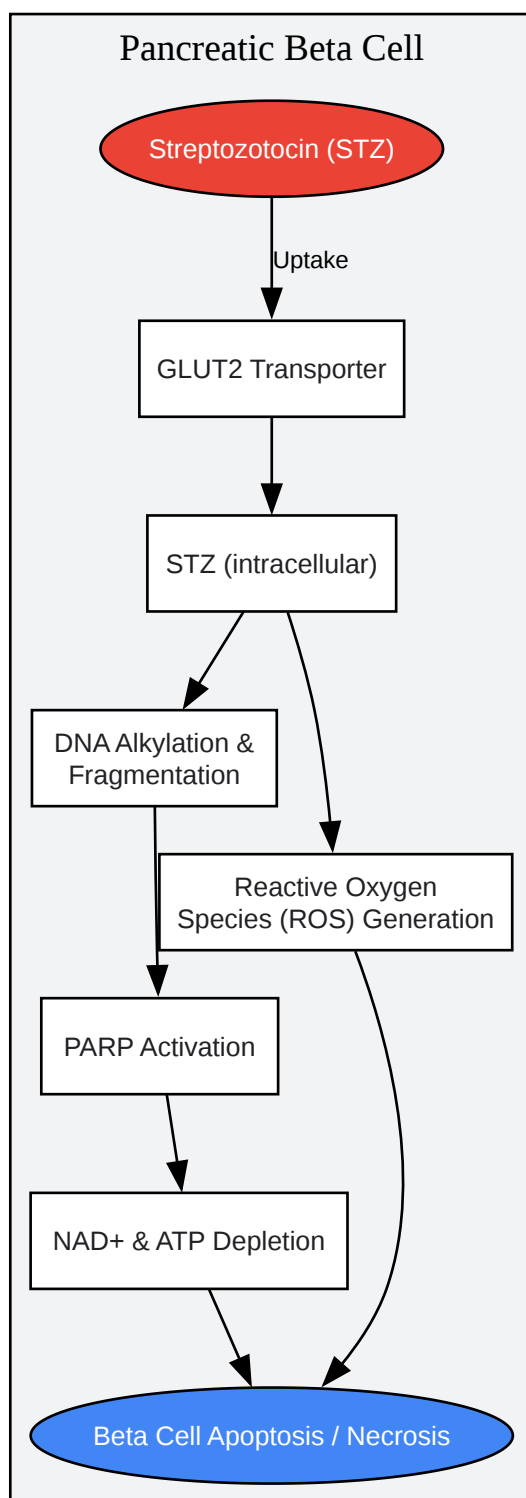 Pancreatic Beta Cell
Streptozotocin (STZ)
Uptake
GLUT2 Transporter
STZ (intracellular)
DNA Alkylation &
Fragmentation
Reactive Oxygen
Species (ROS) Generation
PARP Activation
NAD+ & ATP Depletion
Beta Cell Apoptosis / Necrosis